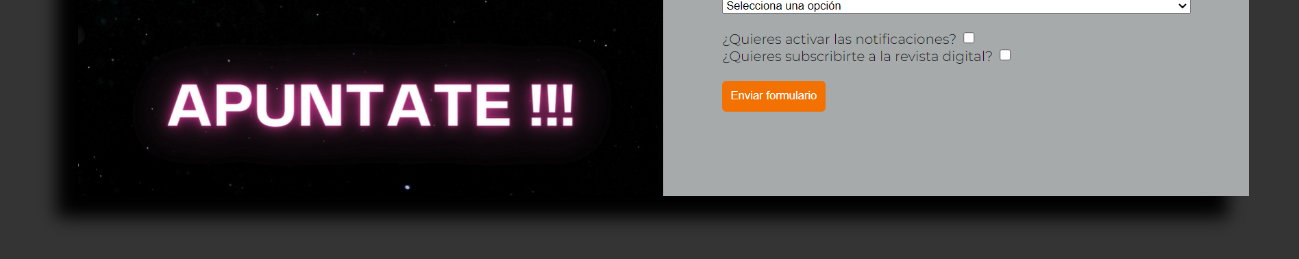 Selecciona una opción
¿Quieres activar las notificaciones?
¿Quieres subscribirte a la revista digital?
APUNTATE !!!
Enviar formulario